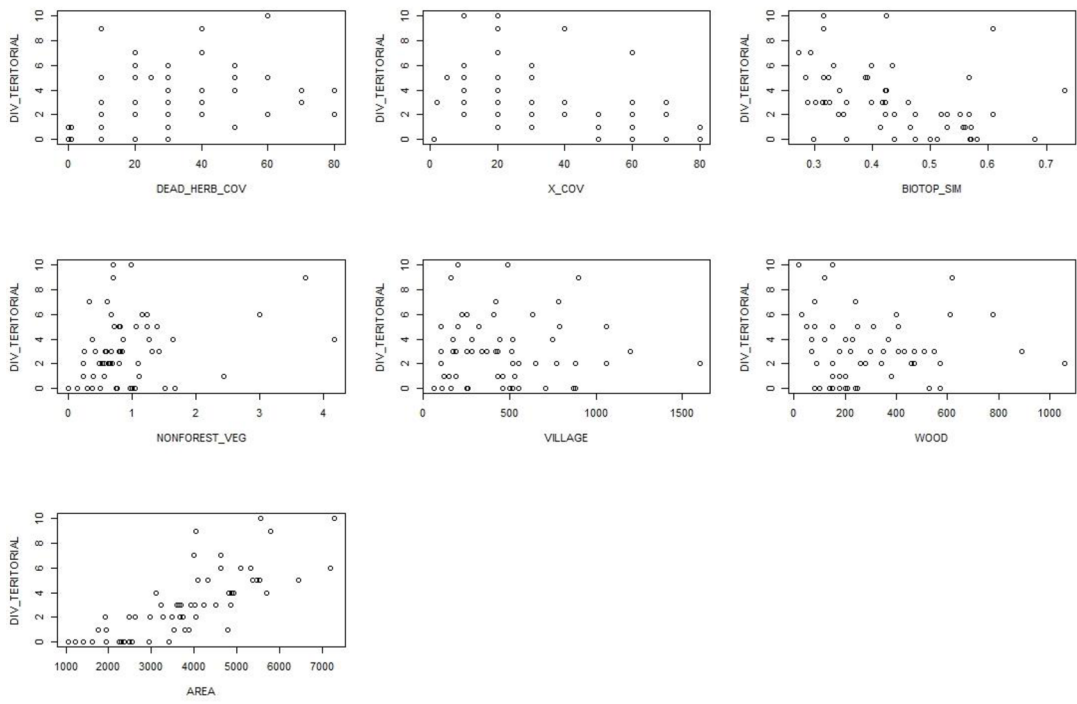 DIV_TERITORIAL
0 2 4 6 8 10
0 20 40 60 80
DEAD_HERB_COV
DIV_TERITORIAL
0 2 4 6 8 10
0 20 40 60 80
X_COV
DIV_TERITORIAL
0 2 4 6 8 10
0.3 0.4 0.5 0.6 0.7
BIOTOP_SIM
DIV_TERITORIAL
0 2 4 6 8 10
0 1 2 3 4
NONFOREST_VEG
DIV_TERITORIAL
0 2 4 6 8 10
0 500 1000 1500
VILLAGE
DIV_TERITORIAL
0 2 4 6 8 10
0 200 400 600 800 1000
WOOD
DIV_TERITORIAL
0 2 4 6 8 10
1000 2000 3000 4000 5000 6000 7000
AREA